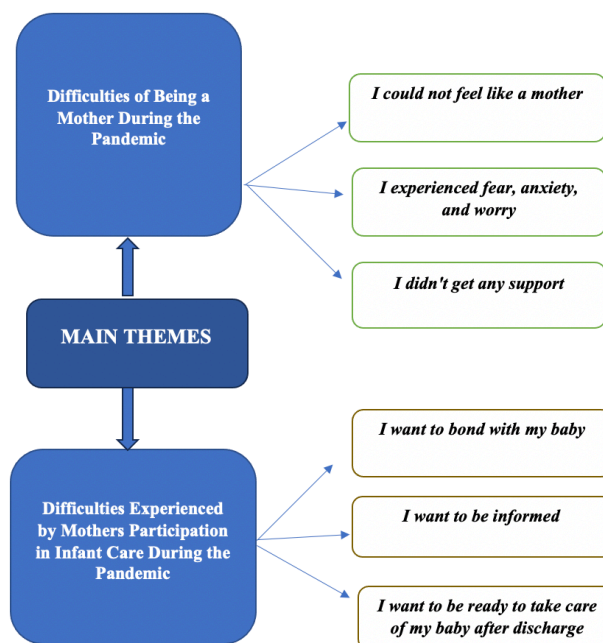 Difficulties of Being a
Mother During the
Pandemic
I could not feel like a mother
I experienced fear, anxiety,
and worry
I didn't get any support
MAIN THEMES
Difficulties Experienced
by Mothers Participation
in Infant Care During the
Pandemic
I want to bond with my baby
I want to be informed
I want to be ready to take care
of my baby after discharge